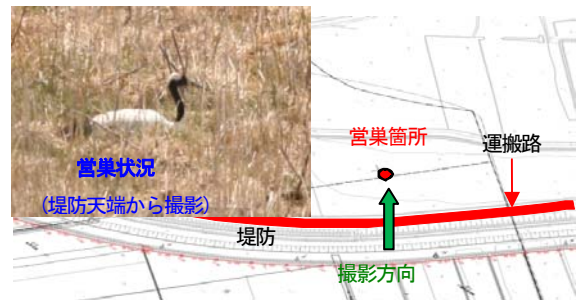 営巣状況
(堤防天端から撮影)
営巣箇所
運搬路
堤防
撮影方向